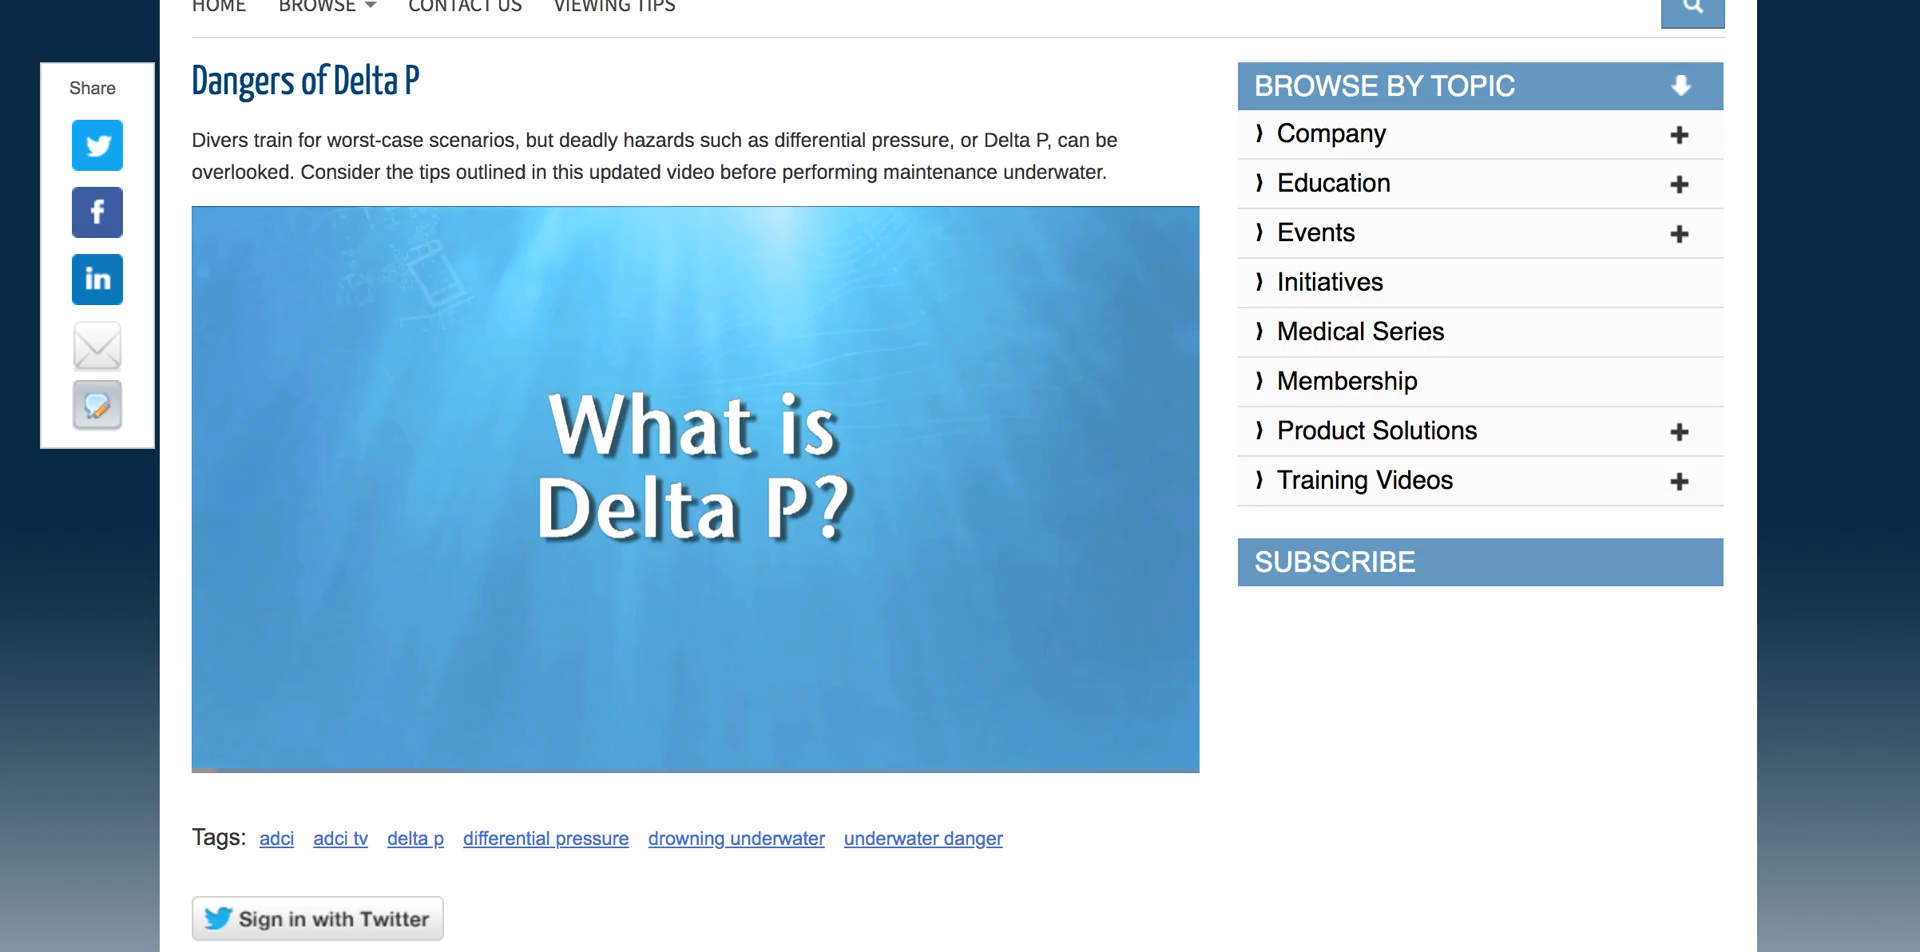 HOME BROWSE CONTACT US VIEWING TIPS
Share
Dangers of Delta P
Divers train for worst-case scenarios, but deadly hazards such as differential pressure, or Delta P, can be
overlooked. Consider the tips outlined in this updated video before performing maintenance underwater.
What is
Delta P?
Tags: adci adci tv delta p differential pressure drowning underwater underwater danger
Sign in with Twitter
BROWSE BY TOPIC
Company
Education
Events
Initiatives
Medical Series
Membership
Product Solutions
Training Videos
SUBSCRIBE